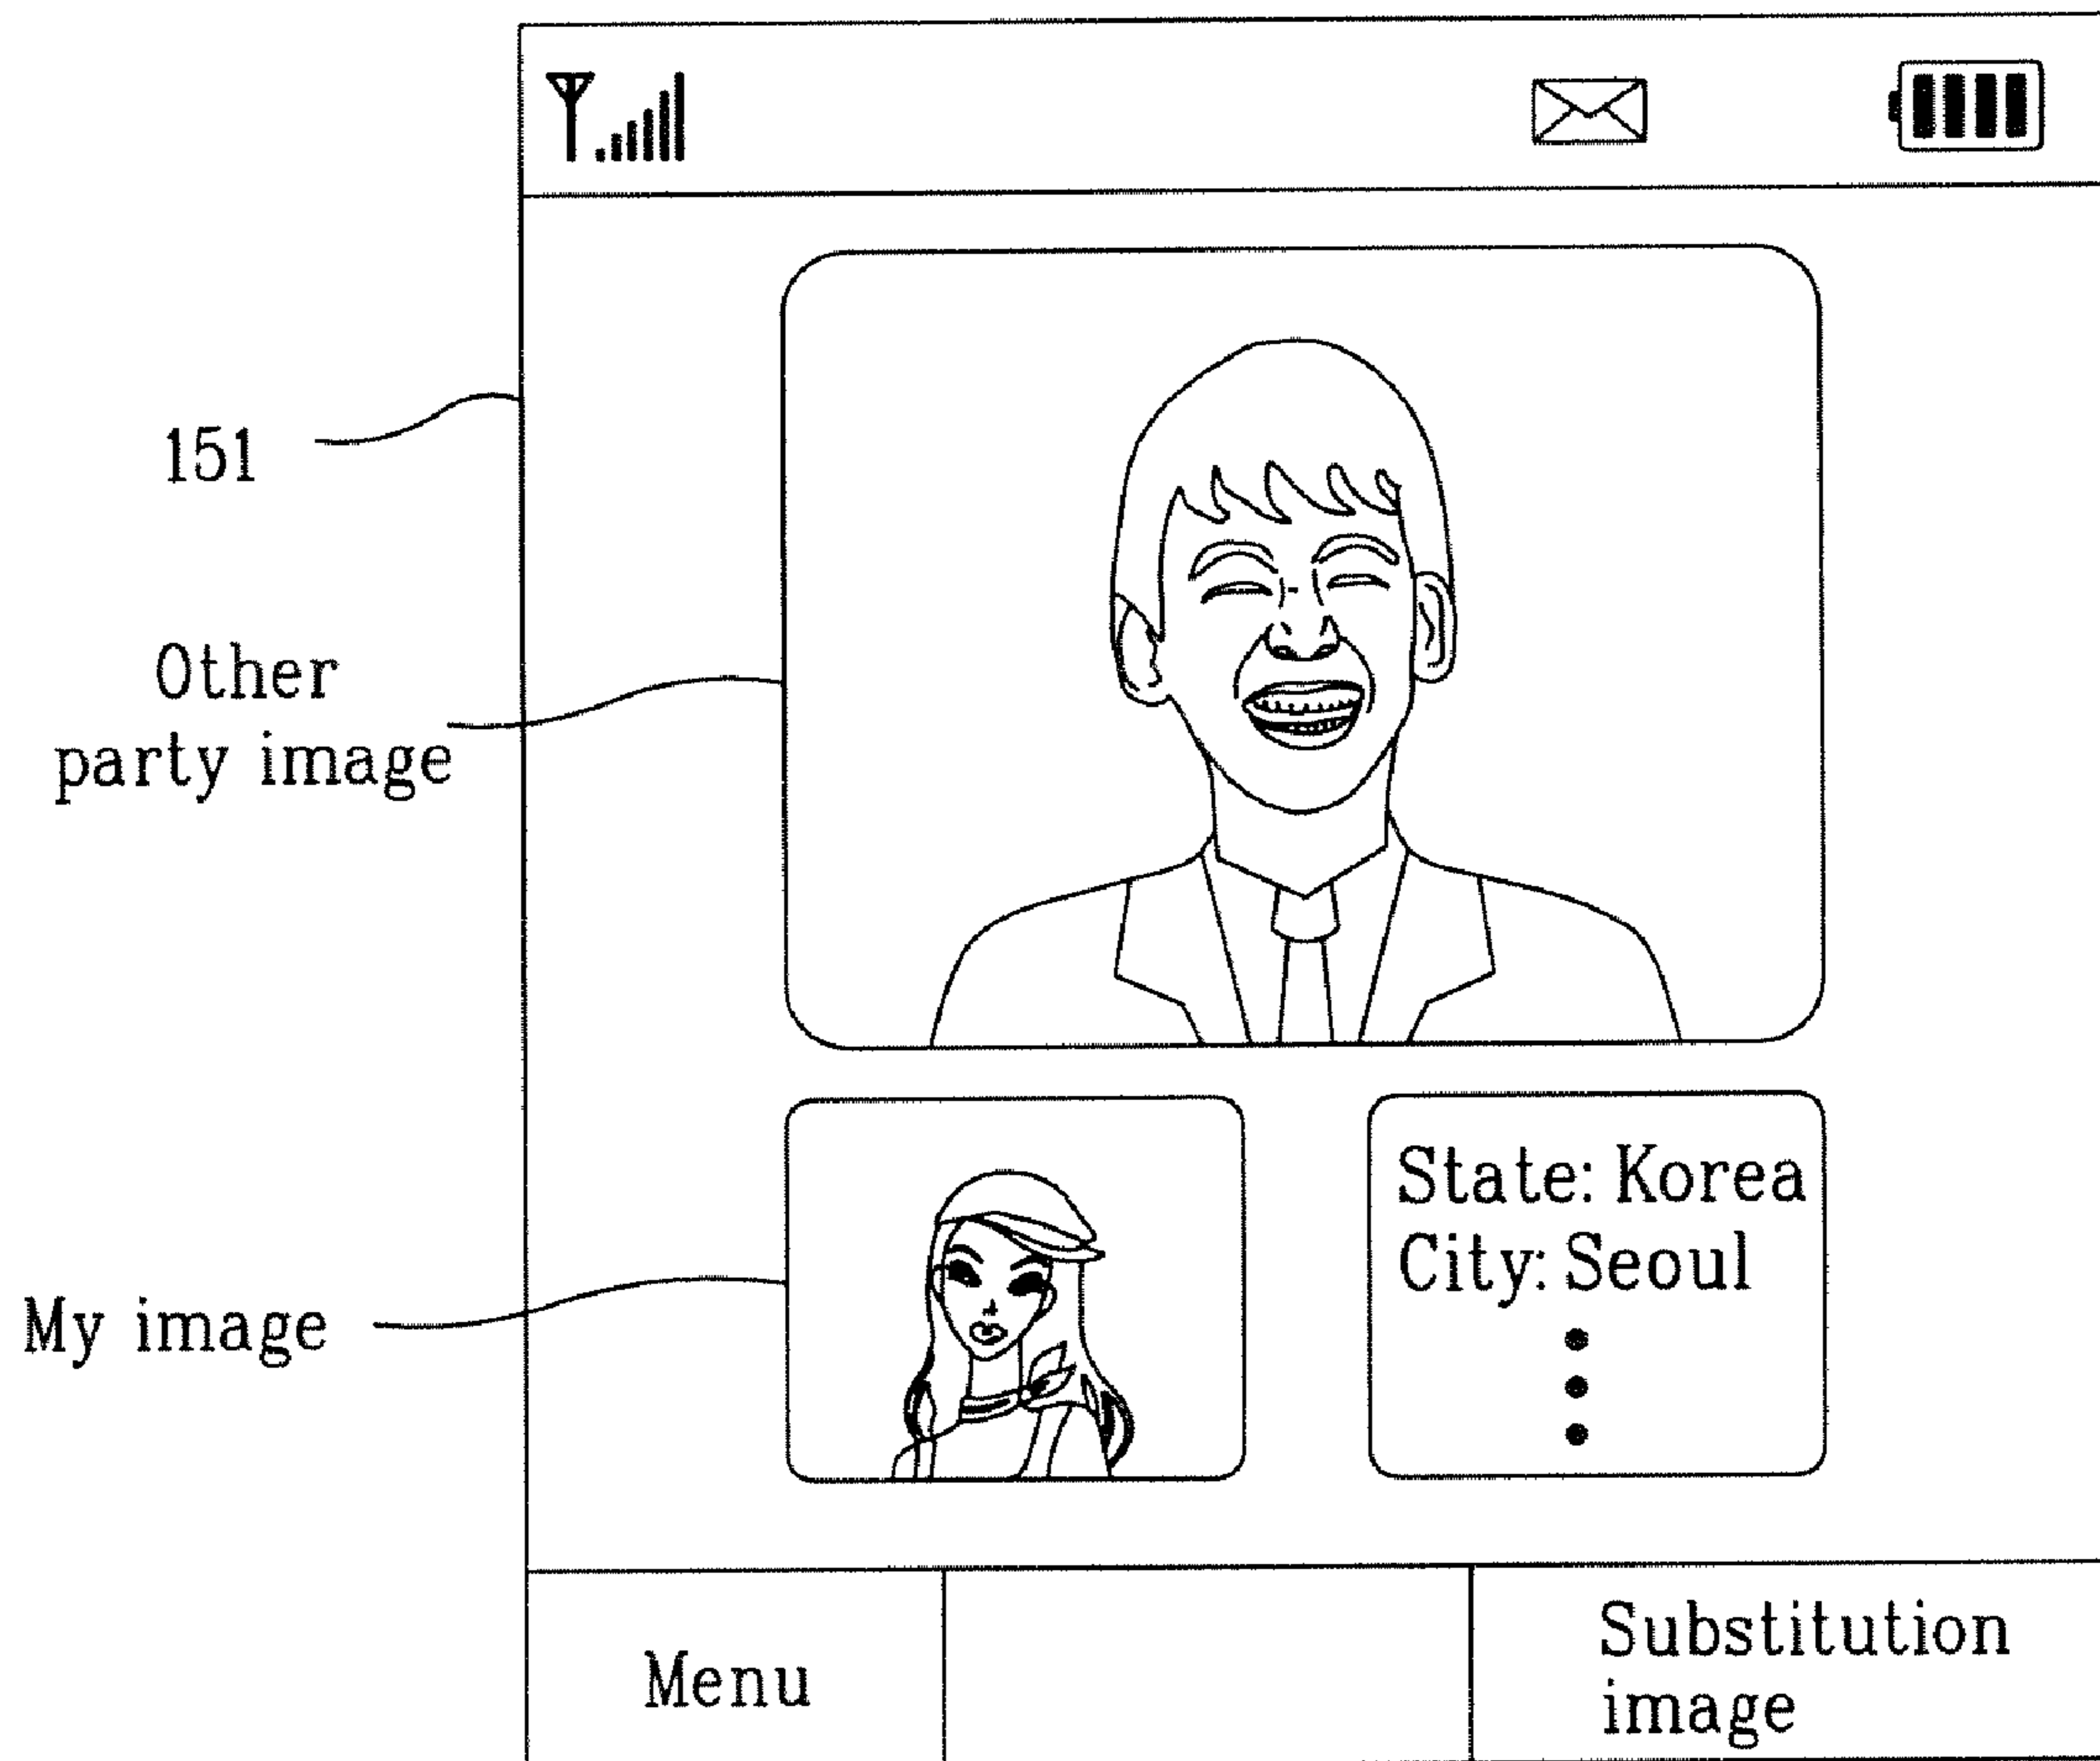 151
Other
party image
My image
State: Korea
City: Seoul
Menu
Substitution
image